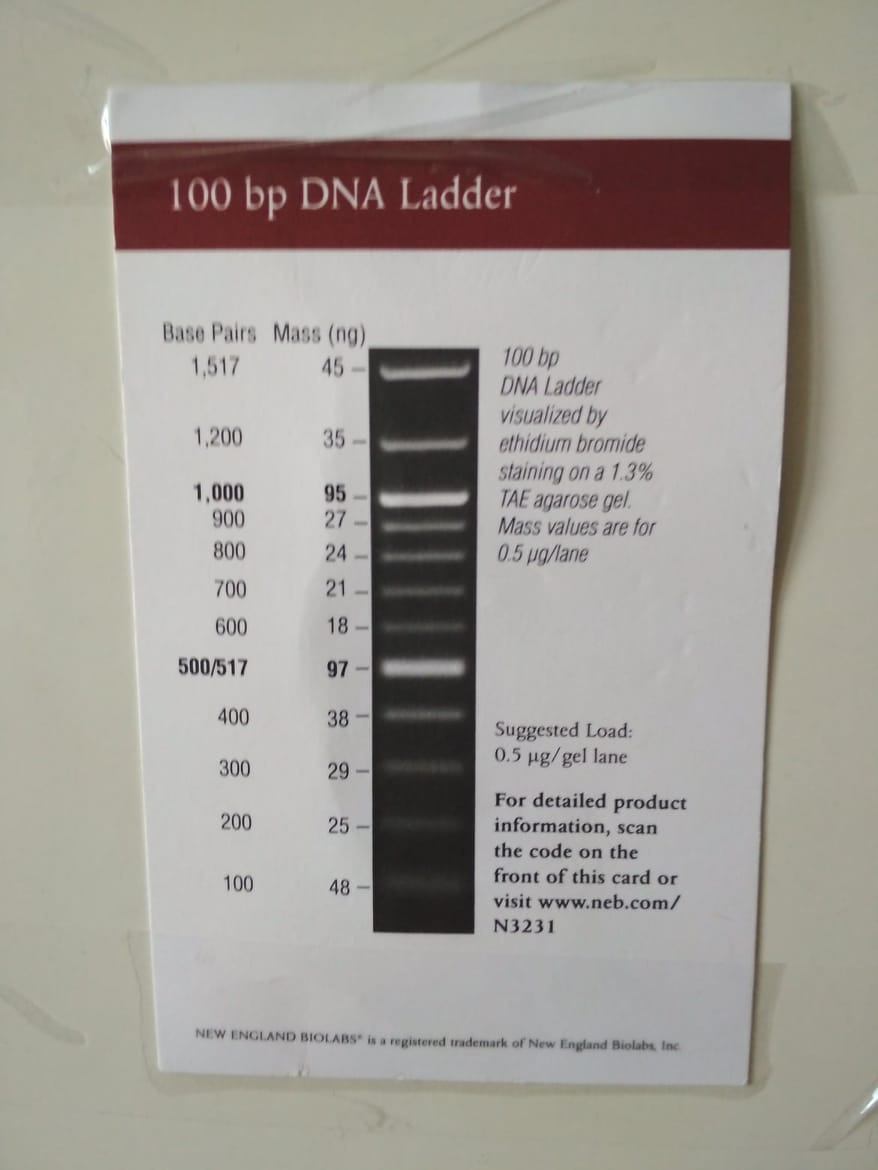 100 bp DNA Ladder
Base Pairs Mass (ng)
1,517 45 –
1,200 35 –
1,000 95 –
900 27 –
800 24 –
700 21 –
600 18 –
500/517 97 –
400 38 –
300 29 –
200 25 –
100 48 –
100 bp
DNA Ladder
visualized by
ethidium bromide
staining on a 1.3%
TAE agarose gel.
Mass values are for
0.5 µg/lane
Suggested Load:
0.5 µg/gel lane
For detailed product
information, scan
the code on the
front of this card or
visit www.neb.com/
N3231
NEW ENGLAND BIOLABS® is a registered trademark of New England Biolabs, Inc.